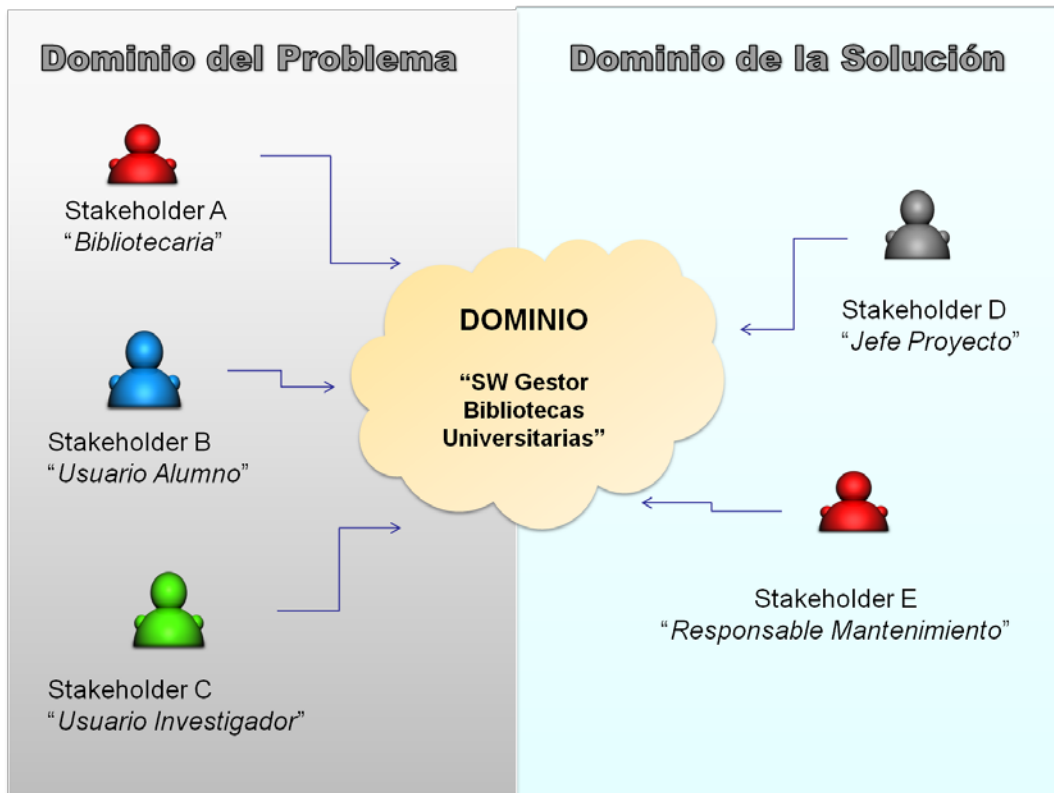 Dominio del Problema
Dominio de la Solución
Stakeholder A
“Bibliotecaria”
Stakeholder B
“Usuario Alumno”
Stakeholder C
“Usuario Investigador”
DOMINIO
“SW Gestor
Bibliotecas
Universitarias”
Stakeholder D
“Jefe Proyecto”
Stakeholder E
“Responsable Mantenimiento”